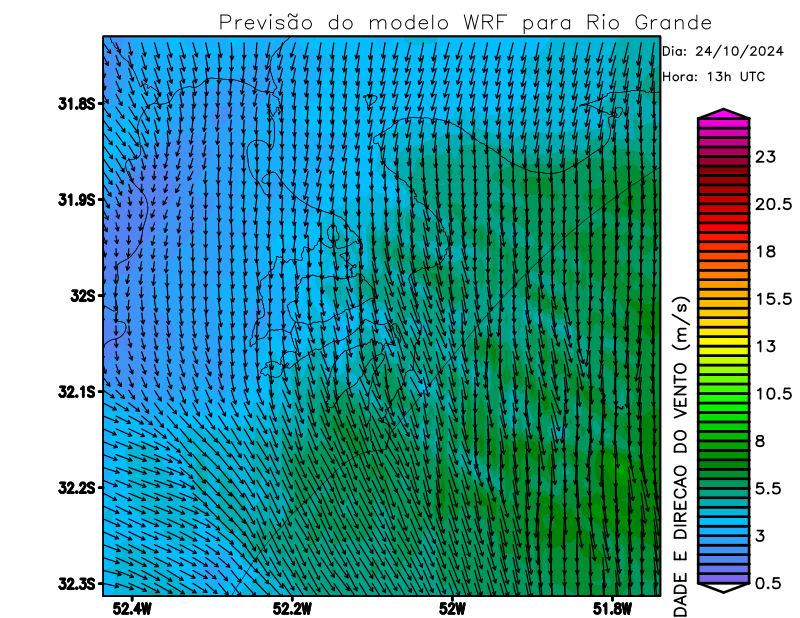 Previsão do modelo WRF para Rio Grande
Dia: 24/10/2024
Hora: 13h UTC
31.8S
31.9S
32S
32.1S
32.2S
32.3S
52.4W
52.2W
52W
51.8W
23
20.5
18
15.5
13
10.5
8
5.5
3
0.5
DADE E DIRECAO DO VENTO (m/s)